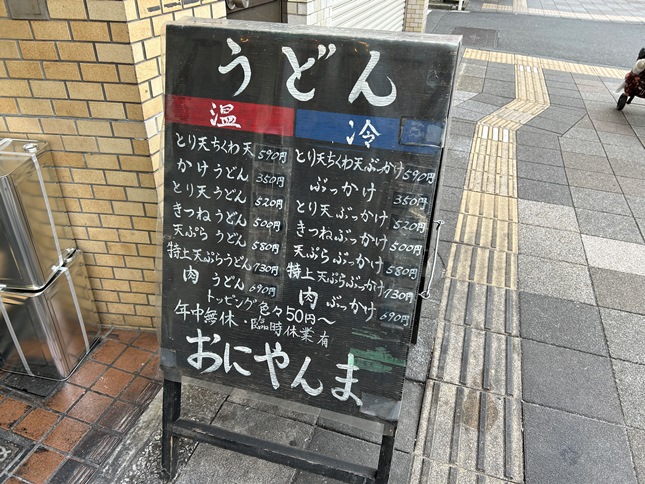 うどん
温 冷
とり天ちくわ天 590円 とり天ちくわ天ぶっかけ 590円
かけうどん 350円 ぶっかけ 350円
とり天うどん 520円 とり天ぶっかけ 520円
きつねうどん 500円 きつねぶっかけ 500円
天ぷらうどん 580円 天ぷらぶっかけ 580円
特上天ぷらうどん 730円 特上天ぷらぶっかけ 730円
肉うどん 690円 肉ぶっかけ 690円
トッピング色々50円〜
年中無休・臨時休業有
おにやんま